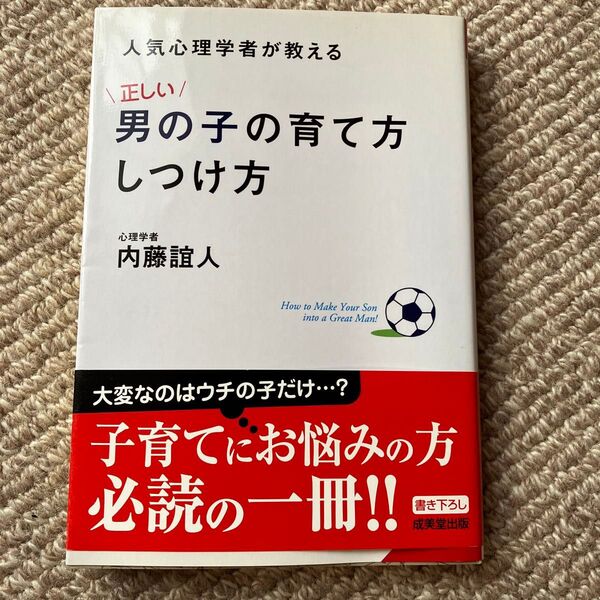 人気心理学者が教える
正しい
男の子の育て方
しつけ方
心理学者
内藤誼人
How to Make Your Son
into a Great Man!
大変なのはウチの子だけ…?
子育てにお悩みの方
必読の一冊!!
書き下ろし
成美堂出版